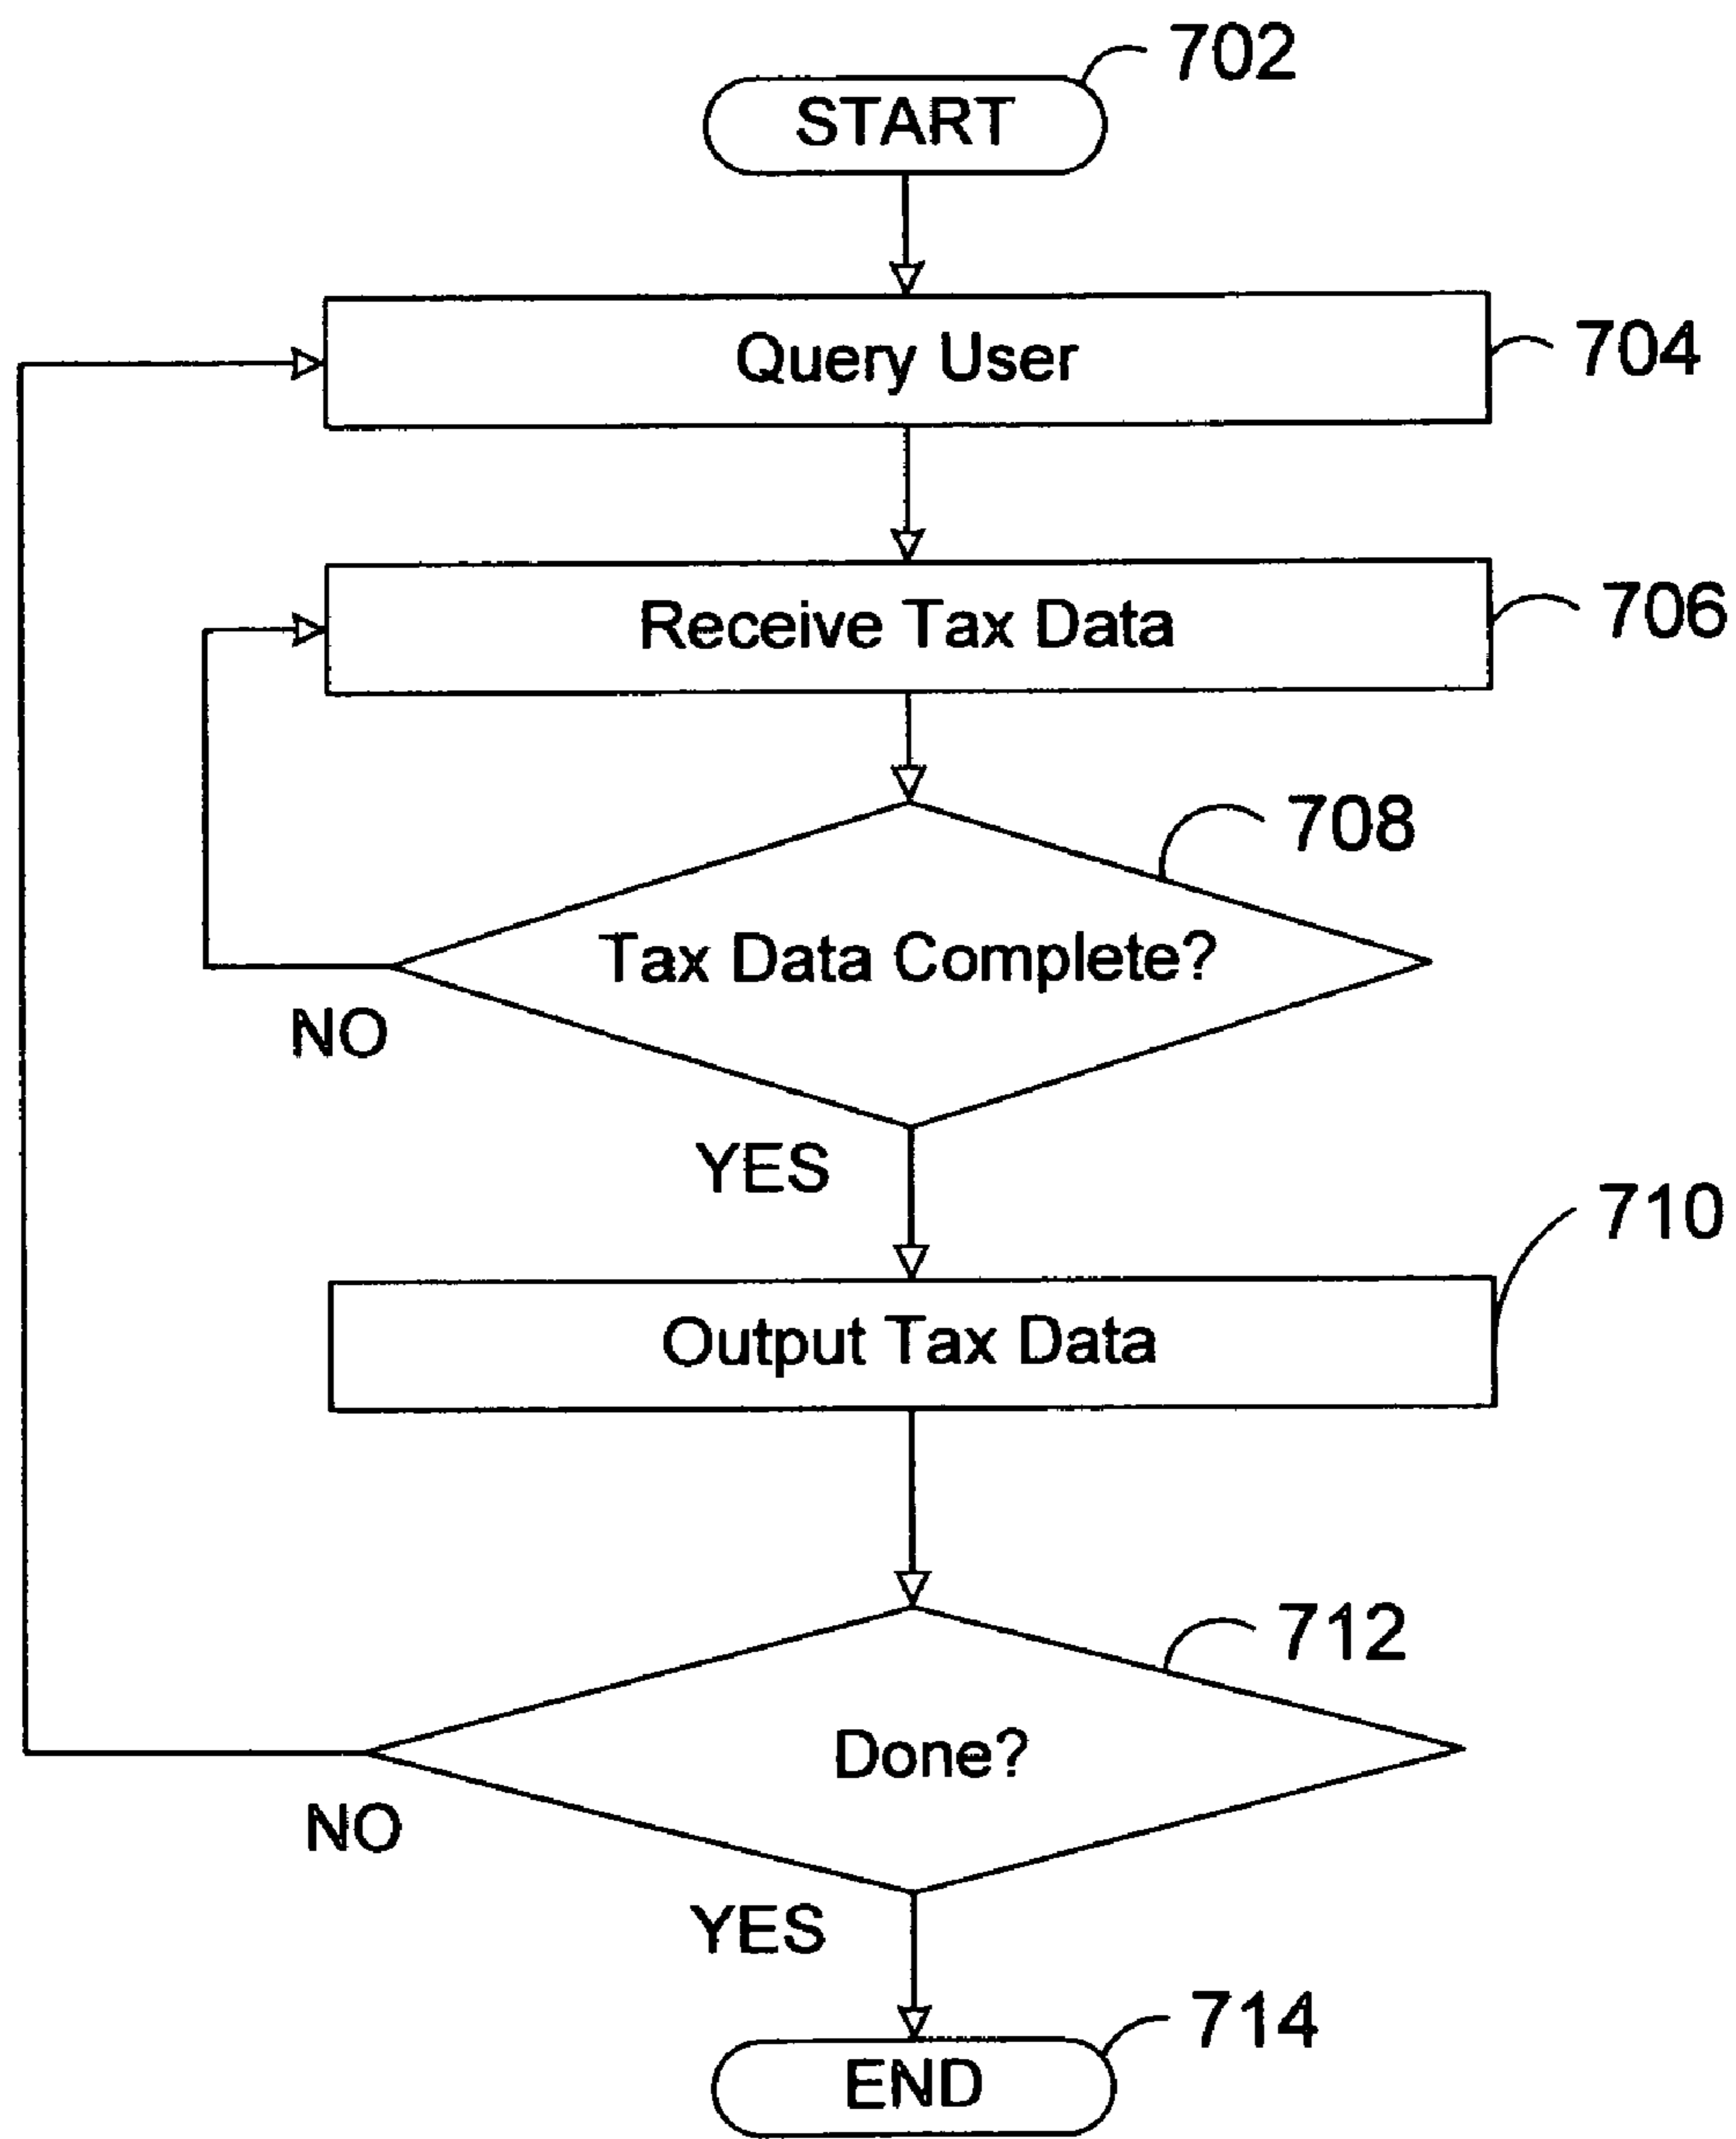 702
START
Query User
704
Receive Tax Data
706
708
Tax Data Complete?
NO
YES
710
Output Tax Data
712
Done?
NO
YES
714
END